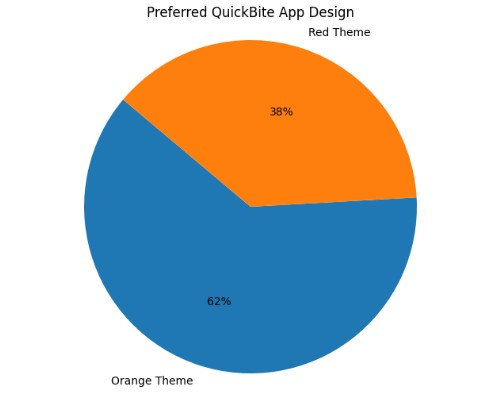 Preferred QuickBite App Design
Red Theme
38%
62%
Orange Theme